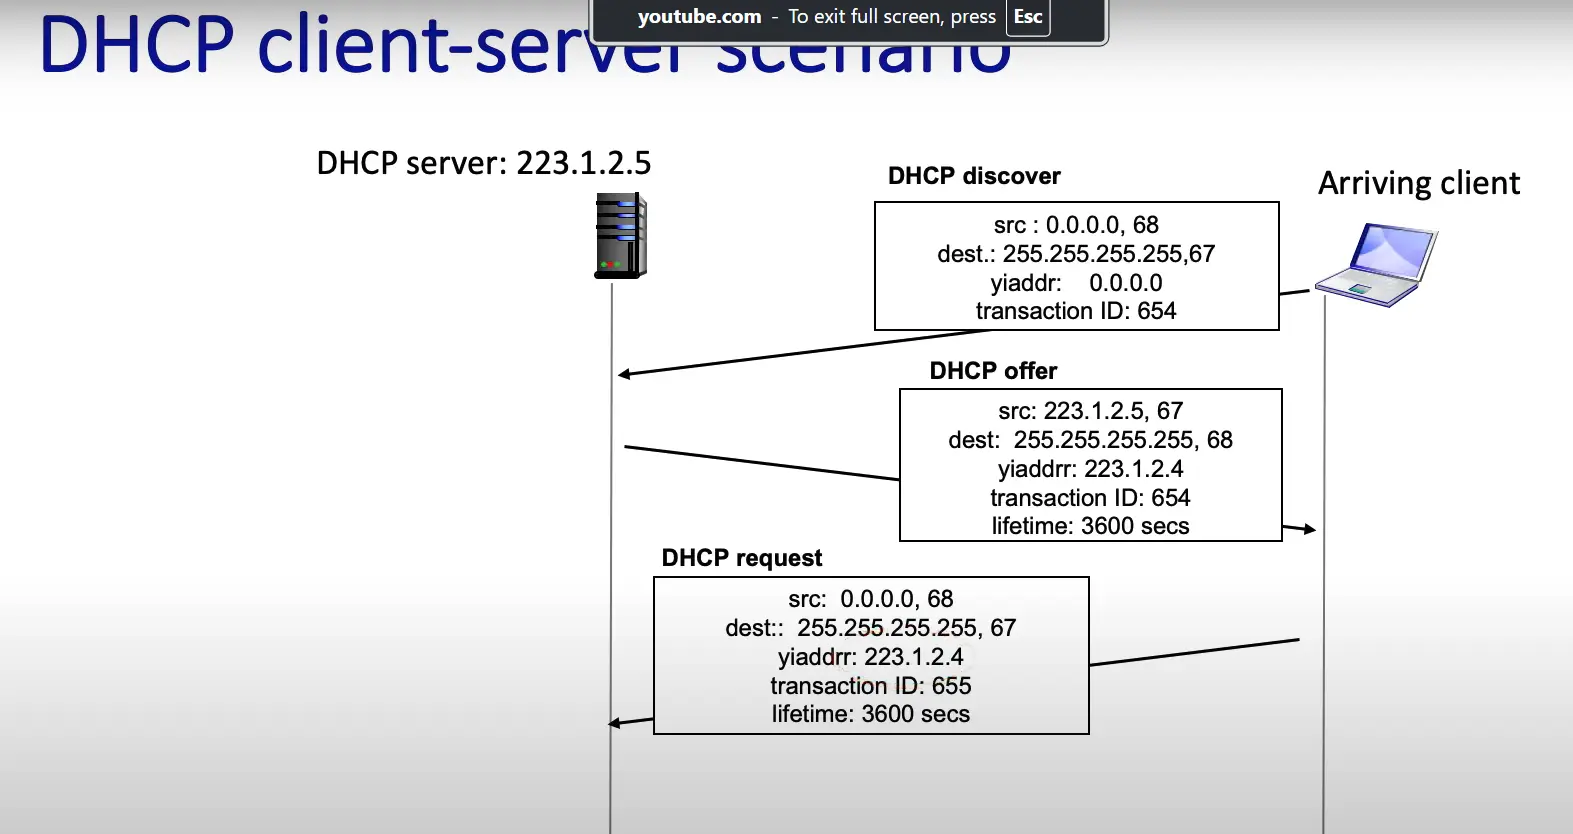 youtube.com - To exit full screen, press Esc
DHCP client-server scenario
DHCP server: 223.1.2.5
DHCP discover
Arriving client
src : 0.0.0.0, 68
dest.: 255.255.255.255,67
yiaddr: 0.0.0.0
transaction ID: 654
DHCP offer
src: 223.1.2.5, 67
dest: 255.255.255.255, 68
yiaddrr: 223.1.2.4
transaction ID: 654
lifetime: 3600 secs
DHCP request
src: 0.0.0.0, 68
dest:: 255.255.255.255, 67
yiaddrr: 223.1.2.4
transaction ID: 655
lifetime: 3600 secs